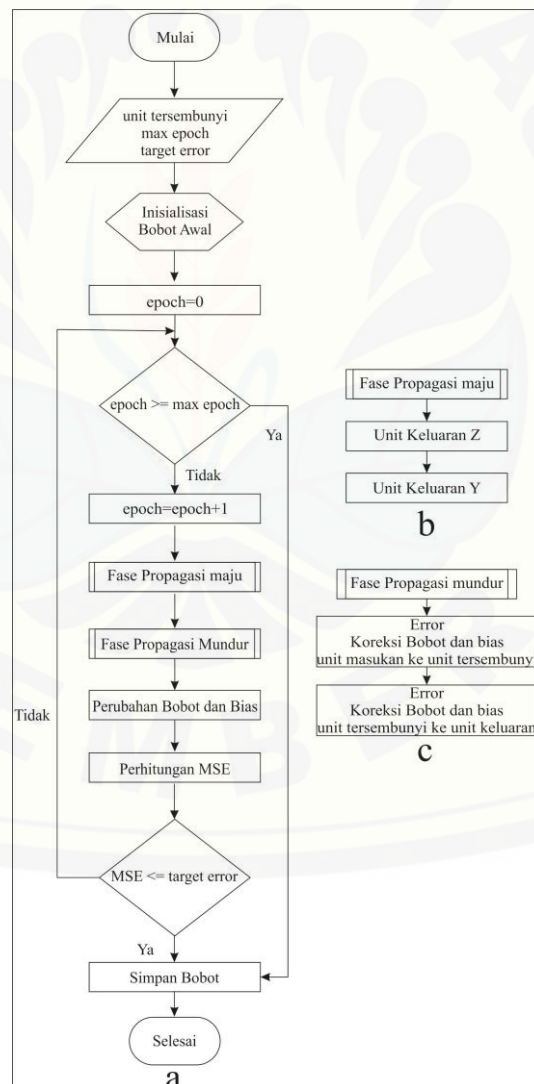 Mulai
unit tersembunyi
max epoch
target error
Inisialisasi
Bobot Awal
epoch=0
epoch >= max epoch
Ya
Tidak
epoch=epoch+1
Fase Propagasi maju
Fase Propagasi Mundur
Perubahan Bobot dan Bias
Perhitungan MSE
Tidak
MSE <= target error
Ya
Simpan Bobot
Selesai
a
Fase Propagasi maju
Unit Keluaran Z
Unit Keluaran Y
b
Fase Propagasi mundur
Error
Koreksi Bobot dan bias
unit masukan ke unit tersembunyi
Error
Koreksi Bobot dan bias
unit tersembunyi ke unit keluaran
c